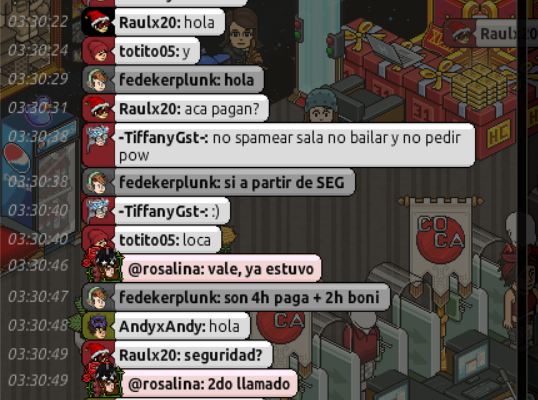 03:30:22 Raulx20: hola
Raulx20
03:30:24 totito05: y
03:30:29 fedekerplunk: hola
03:30:31 Raulx20: aca pagan?
03:30:38 -TiffanyGst-: no spamear sala no bailar y no pedir
pow
03:30:38 fedekerplunk: si a partir de SEG
03:30:40 -TiffanyGst-: :)
03:30:40 totito05: loca
03:30:46 @rosalina: vale, ya estuvo
03:30:47 fedekerplunk: son 4h paga + 2h boni
03:30:48 AndyxAndy: hola
03:30:49 Raulx20: seguridad?
03:30:49 @rosalina: 2do llamado
31
31
HC
CO
CA
CA